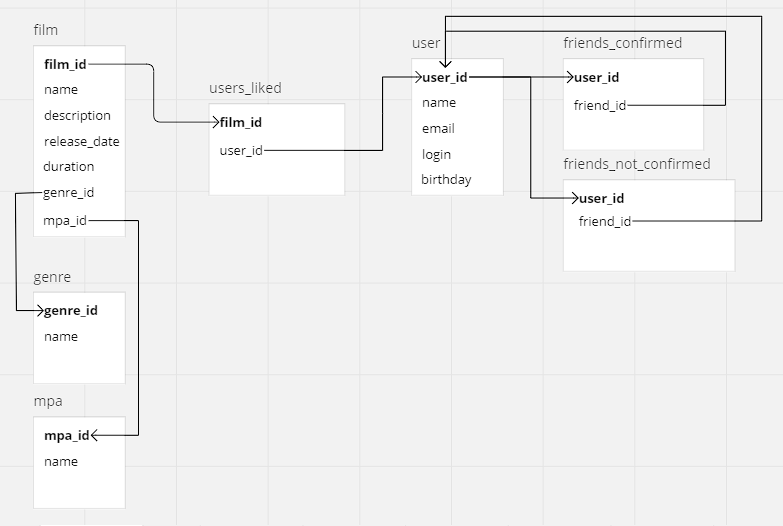 film
film_id
name
description
release_date
duration
genre_id
mpa_id
users_liked
film_id
user_id
user
user_id
name
email
login
birthday
friends_confirmed
user_id
friend_id
friends_not_confirmed
user_id
friend_id
genre
genre_id
name
mpa
mpa_id
name